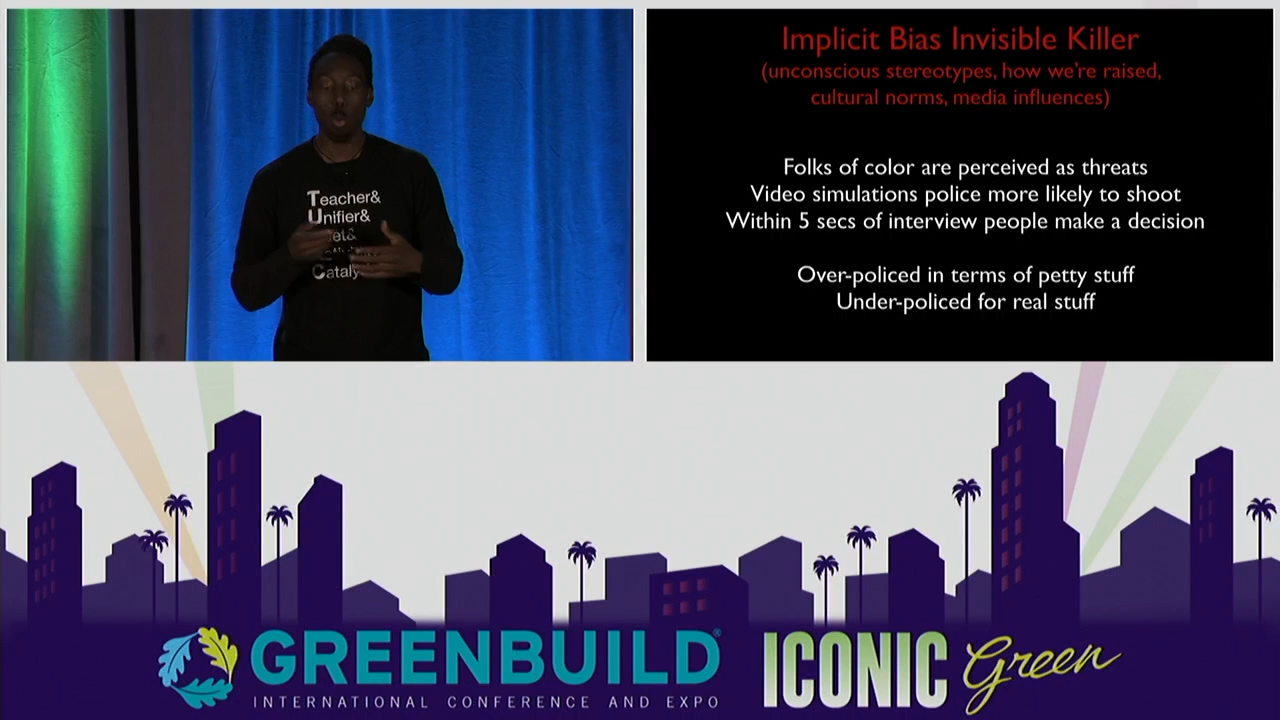 Teacher&
Unifier&
Cataly
Implicit Bias Invisible Killer
(unconscious stereotypes, how we're raised,
cultural norms, media influences)
Folks of color are perceived as threats
Video simulations police more likely to shoot
Within 5 secs of interview people make a decision
Over-policed in terms of petty stuff
Under-policed for real stuff
GREENBUILD®
INTERNATIONAL CONFERENCE AND EXPO
ICONIC Green